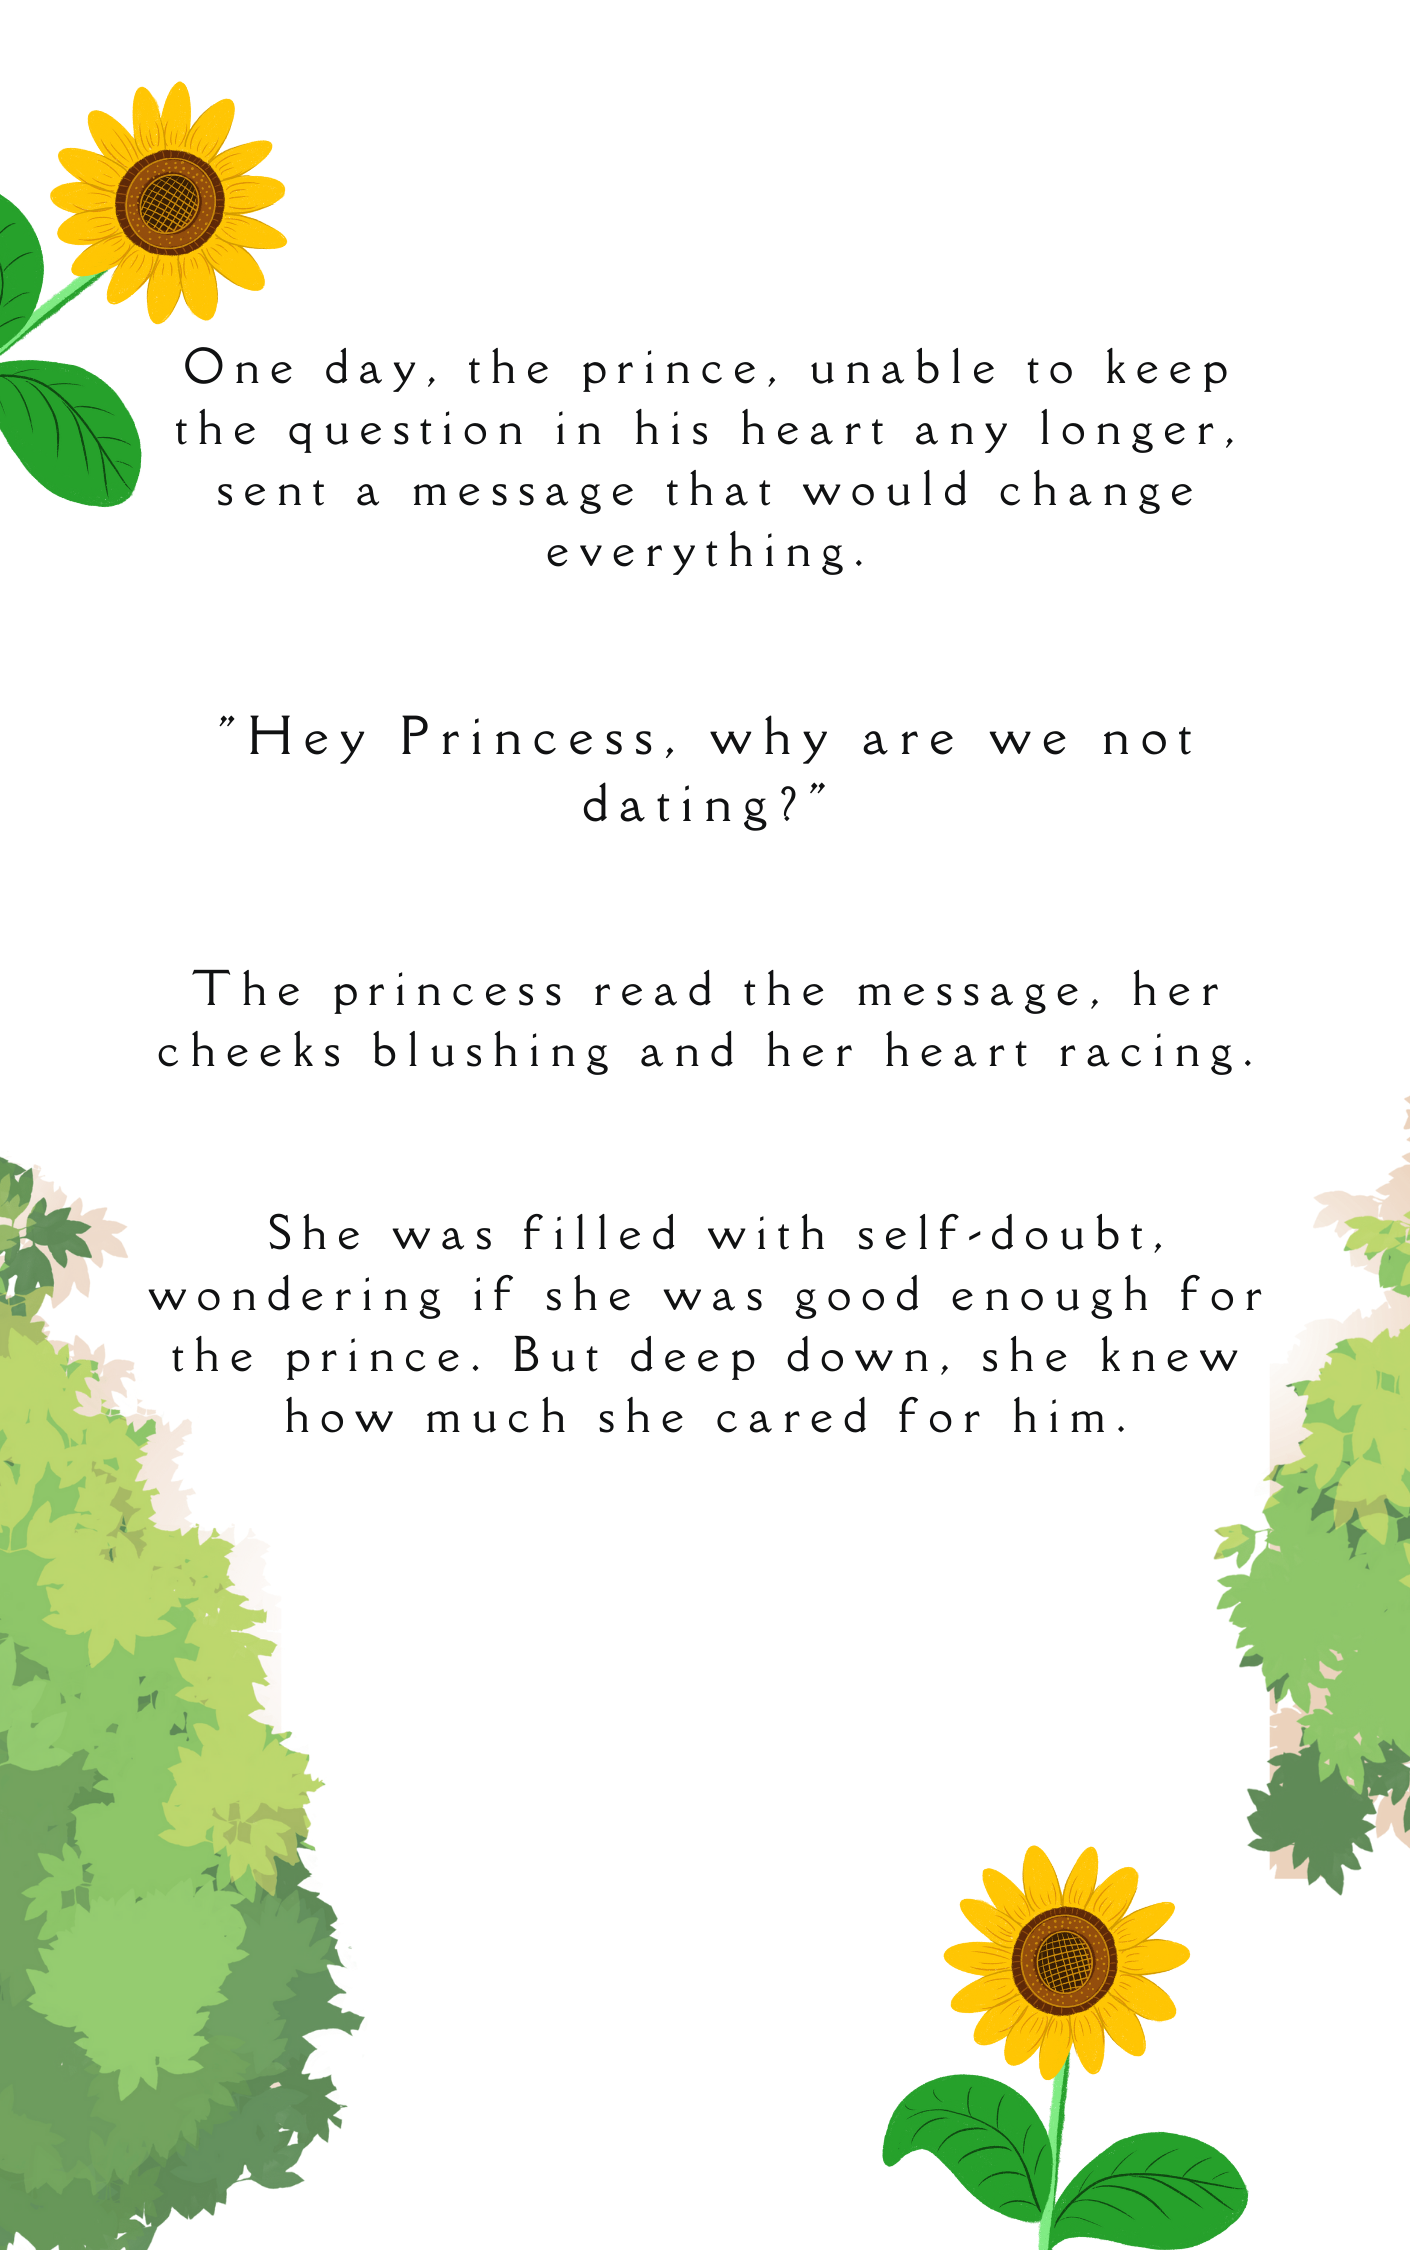 One day, the prince, unable to keep
the question in his heart any longer,
sent a message that would change
everything.
"Hey Princess, why are we not
dating?"
The princess read the message, her
cheeks blushing and her heart racing.
She was filled with self-doubt,
wondering if she was good enough for
the prince. But deep down, she knew
how much she cared for him.